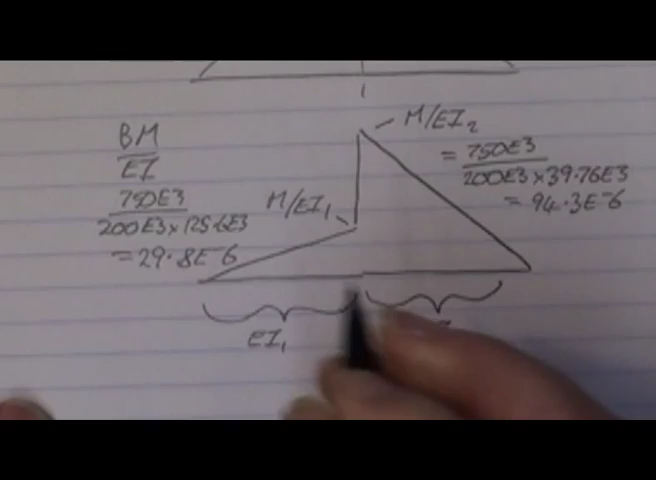 BM
EI
750E3
200E3×125.6E3
=29.8E-6
M/EI1
M/EI2
= 750E3
200E3×39.76E3
= 94.3E-6
EI1